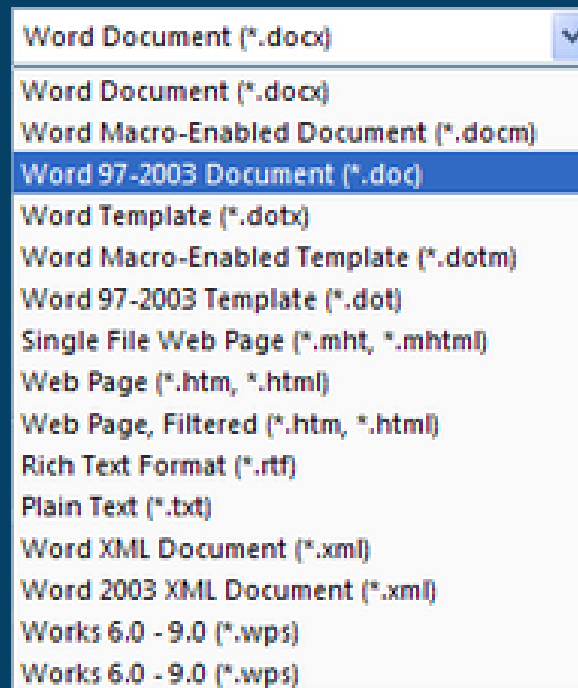 Word Document (*.docx)
Word Document (*.docx)
Word Macro-Enabled Document (*.docm)
Word 97-2003 Document (*.doc)
Word Template (*.dotx)
Word Macro-Enabled Template (*.dotm)
Word 97-2003 Template (*.dot)
Single File Web Page (*.mht, *.mhtml)
Web Page (*.htm, *.html)
Web Page, Filtered (*.htm, *.html)
Rich Text Format (*.rtf)
Plain Text (*.txt)
Word XML Document (*.xml)
Word 2003 XML Document (*.xml)
Works 6.0 - 9.0 (*.wps)
Works 6.0 - 9.0 (*.wps)